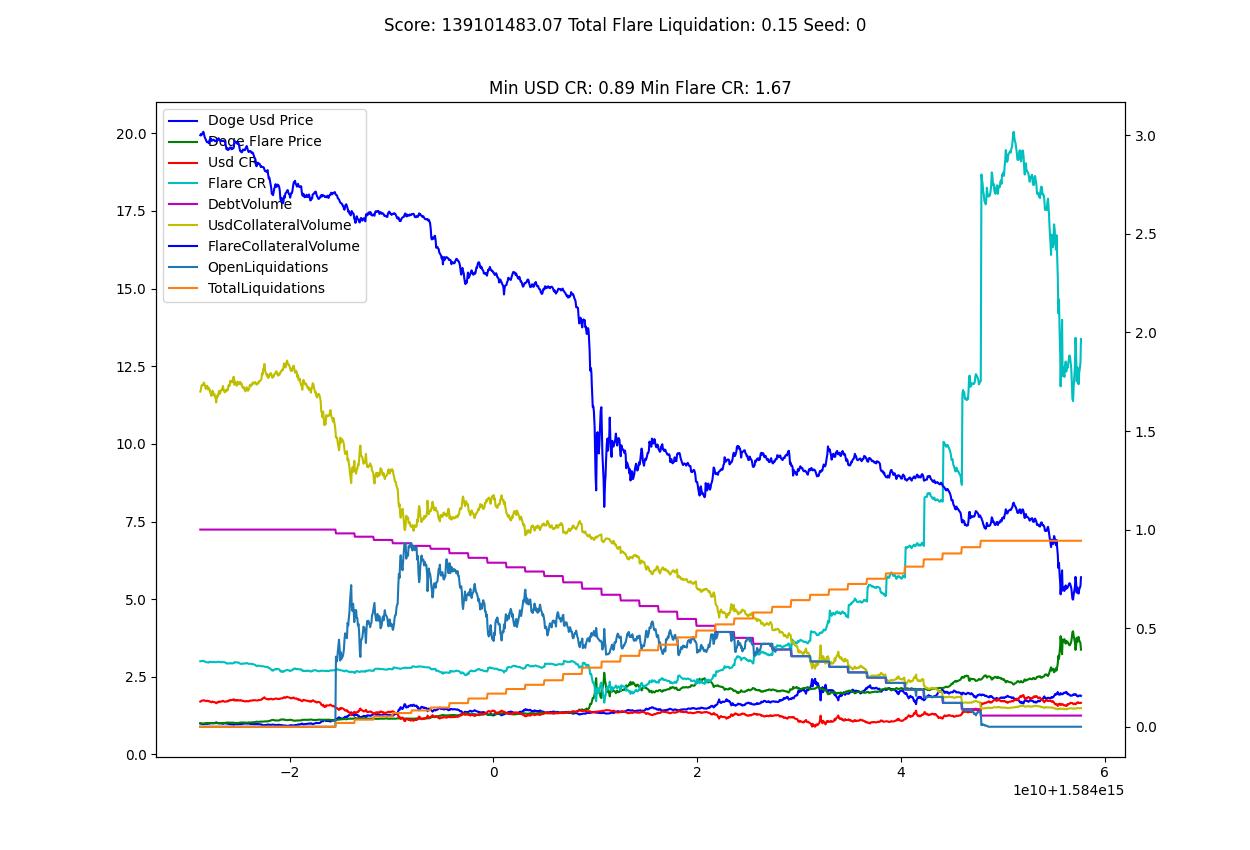 Score: 139101483.07 Total Flare Liquidation: 0.15 Seed: 0
Min USD CR: 0.89 Min Flare CR: 1.67
Doge Usd Price
Doge Flare Price
Usd CR
Flare CR
DebtVolume
UsdCollateralVolume
FlareCollateralVolume
OpenLiquidations
TotalLiquidations
20.0
17.5
15.0
12.5
10.0
7.5
5.0
2.5
0.0
3.0
2.5
2.0
1.5
1.0
0.5
0.0
−2
0
2
4
6
1e10+1.584e15